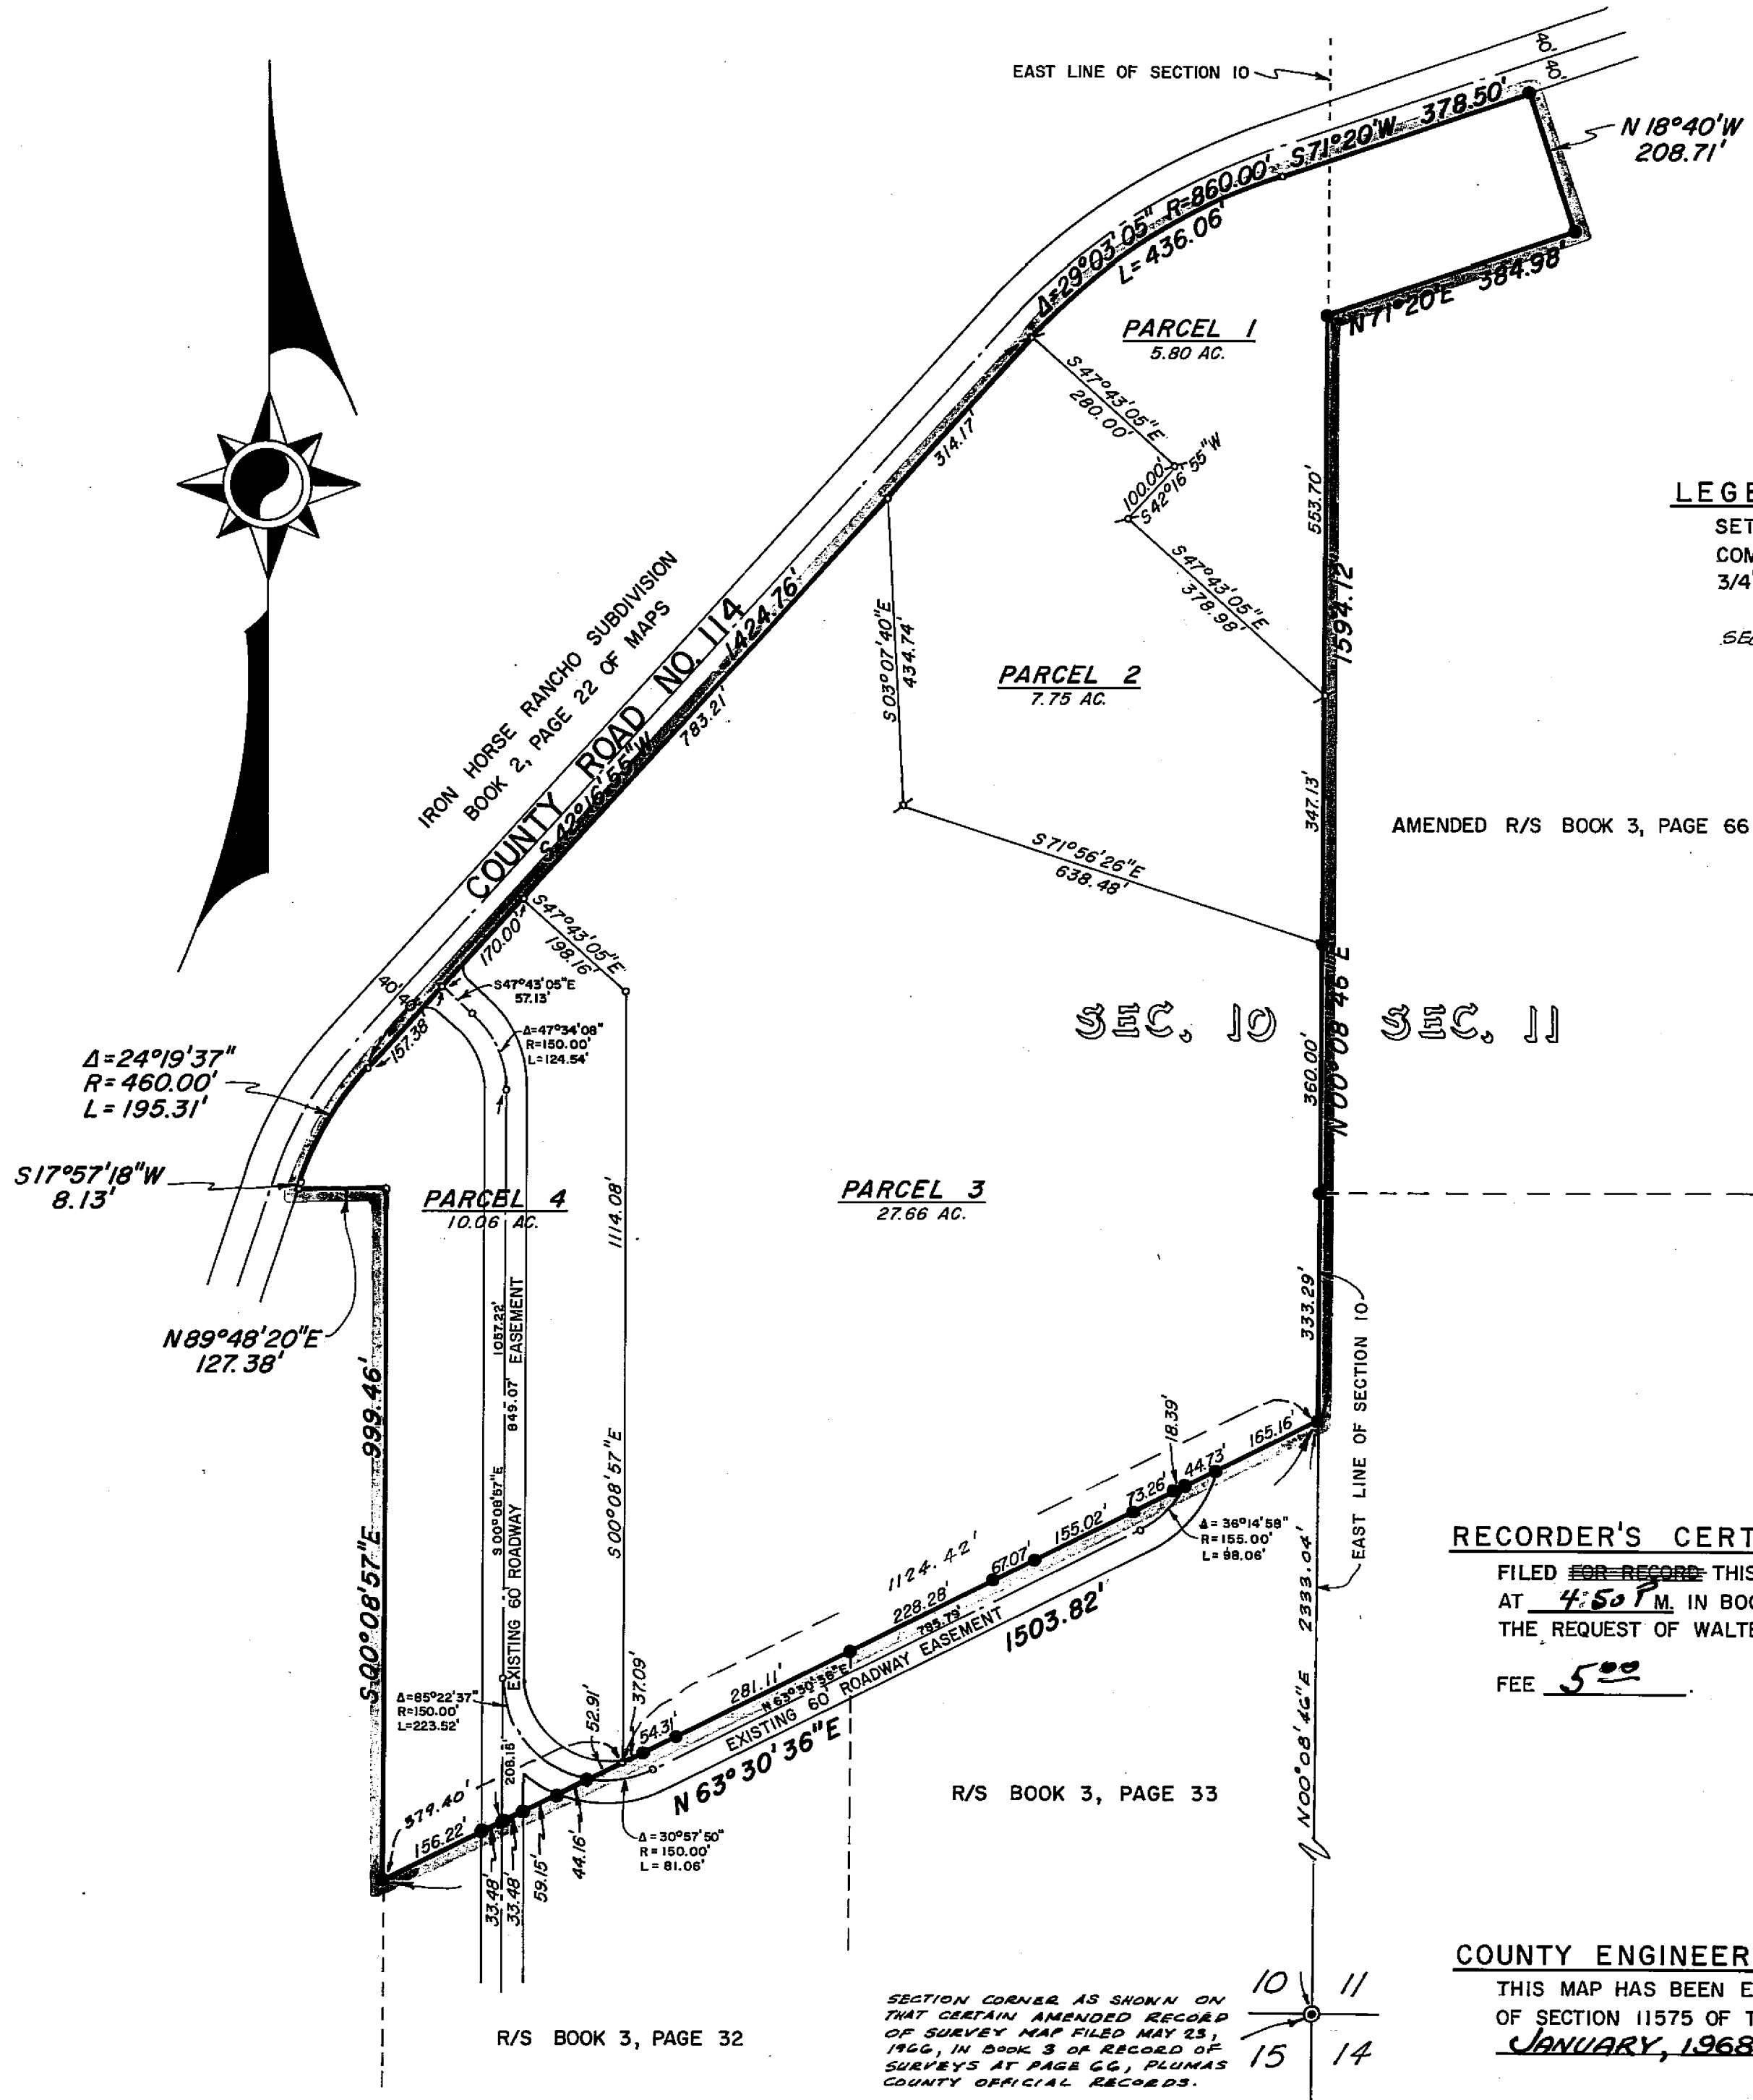 EAST LINE OF SECTION 10
40' 40'
N 18°40'W
208.71'
S71°20'W 378.50'
Δ=29°03'05" R=860.00'
L=436.06'
N71°20'E 384.98'
PARCEL 1
5.80 AC.
S47°43'05"E
280.00'
100.00'
S42°16'55"W
314.17'
553.70'
1594.12'
LEGE
SET
COM
3/4"
SEC
S47°43'05"E
378.98'
IRON HORSE RANCHO SUBDIVISION
BOOK 2, PAGE 22 OF MAPS
COUNTY ROAD NO. 114
S 42°16'55"W 1424.76'
783.21'
S 03°07'40"E
434.74'
PARCEL 2
7.75 AC.
347.13'
AMENDED R/S BOOK 3, PAGE 66
S71°56'26"E
638.48'
S47°43'05"E
198.16'
170.00'
40' 40'
157.38'
S47°43'05"E
57.13'
Δ=47°34'08"
R=150.00'
L=124.54'
SEC. 10 SEC. 11
360.00'
N 00°08'46"E
Δ=24°19'37"
R=460.00'
L=195.31'
S17°57'18"W
8.13'
PARCEL 4
10.06 AC.
PARCEL 3
27.66 AC.
1114.08'
S00°08'57"E
N89°48'20"E
127.38'
S00°08'57"E 999.46'
1057.22'
849.07'
S00°08'57"E
EXISTING 60' ROADWAY EASEMENT
333.29'
EAST LINE OF SECTION 10
165.16'
18.39'
44.73'
73.26'
155.02'
67.07'
228.28'
1124.42'
Δ=36°14'58"
R=155.00'
L=98.06'
785.79'
N63°30'36"E
EXISTING 60' ROADWAY EASEMENT
1503.82'
N 63°30'36"E
281.11'
37.09'
54.31'
52.91'
Δ=85°22'37"
R=150.00'
L=223.52'
208.15'
379.40'
156.22'
33.48'
33.48'
59.15'
44.16'
Δ=30°57'50"
R=150.00'
L=81.06'
R/S BOOK 3, PAGE 33
N00°08'46"E 2333.04'
RECORDER'S CERT
FILED FOR RECORD THIS
AT 4:50 P M. IN BOO
THE REQUEST OF WALTE
FEE 5.00.
COUNTY ENGINEER
THIS MAP HAS BEEN E
OF SECTION 11575 OF T
JANUARY, 1968
R/S BOOK 3, PAGE 32
SECTION CORNER AS SHOWN ON
THAT CERTAIN AMENDED RECORD
OF SURVEY MAP FILED MAY 23,
1966, IN BOOK 3 OF RECORD OF
SURVEYS AT PAGE 66, PLUMAS
COUNTY OFFICIAL RECORDS.
10 11
15 14